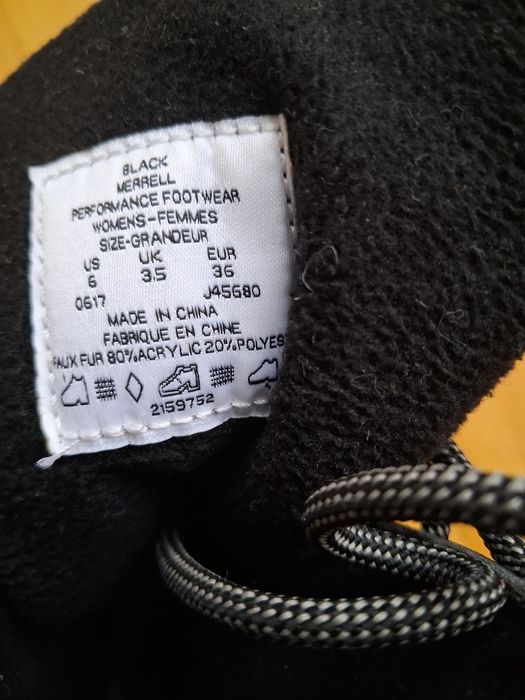 BLACK
MERRELL
PERFORMANCE FOOTWEAR
WOMENS-FEMMES
SIZE-GRANDEUR
US UK EUR
6 3.5 36
0617 J45680
MADE IN CHINA
FABRIQUE EN CHINE
FAUX FUR 80%ACRYLIC 20%POLYES
2159752